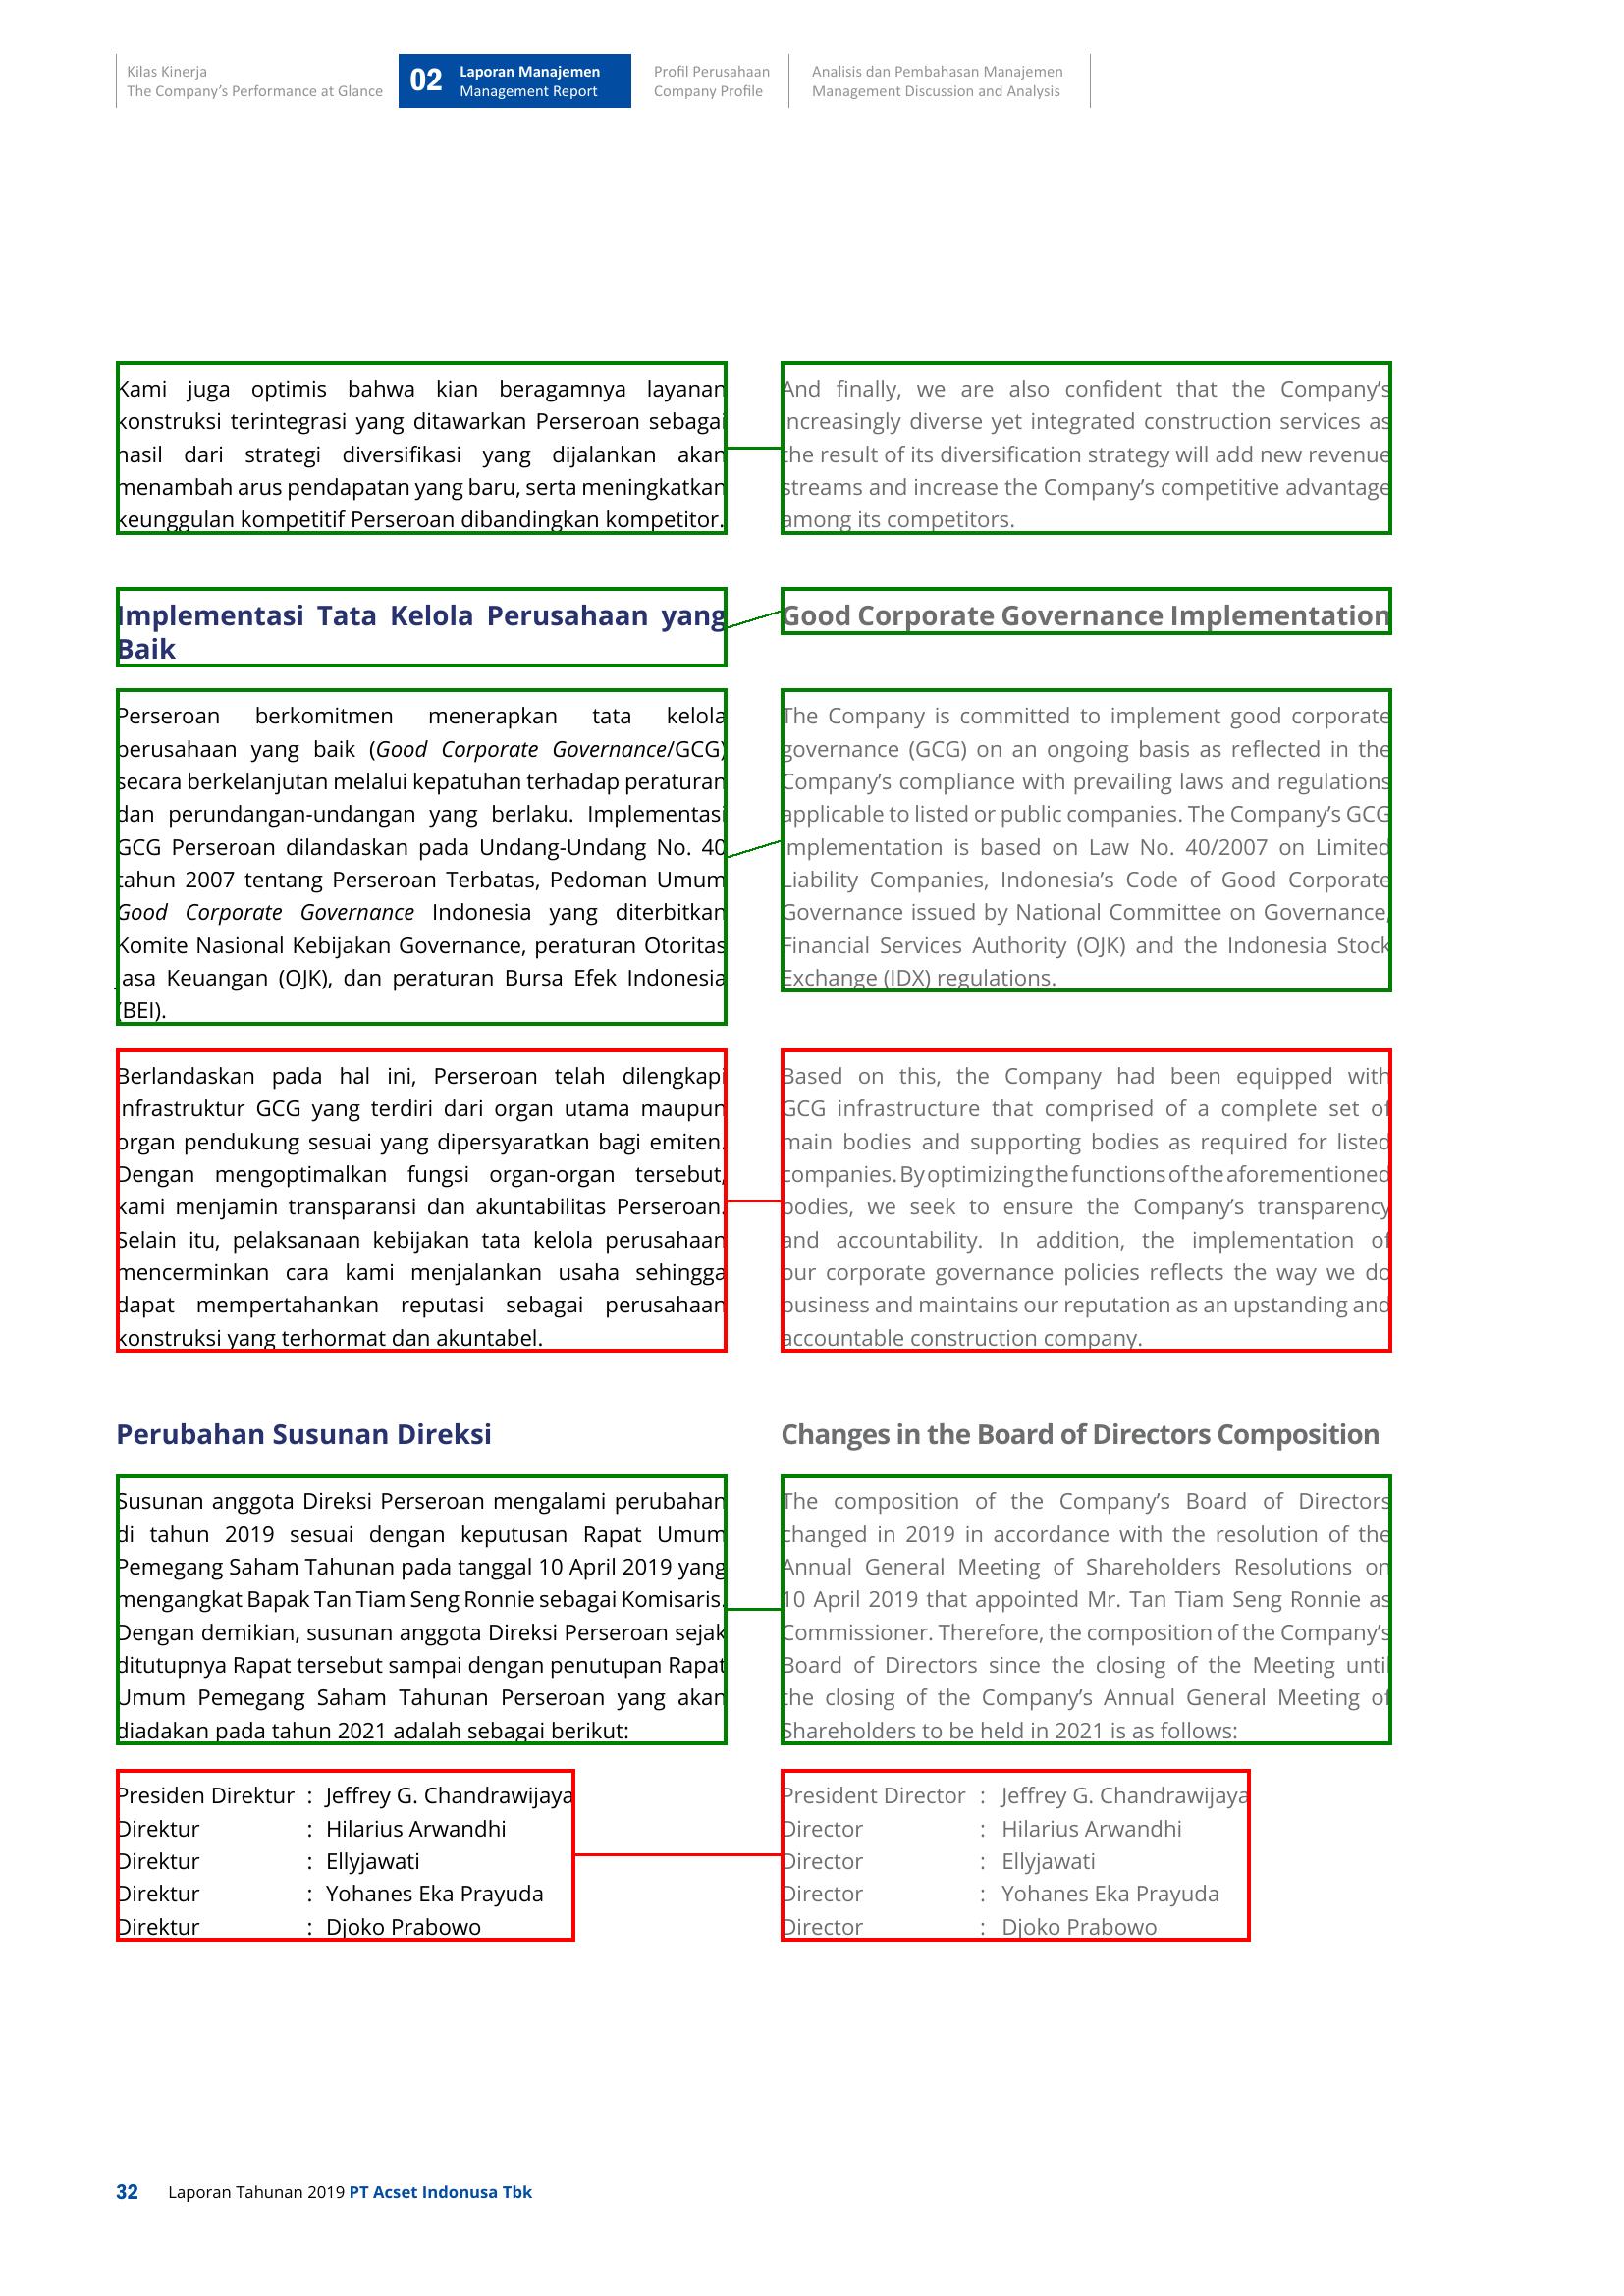 Kilas Kinerja
The Company's Performance at Glance
02
Laporan Manajemen
Management Report
Profil Perusahaan
Company Profile
Analisis dan Pembahasan Manajemen
Management Discussion and Analysis
Kami juga optimis bahwa kian beragamnya layanan
konstruksi terintegrasi yang ditawarkan Perseroan sebagai
hasil dari strategi diversifikasi yang dijalankan akan
menambah arus pendapatan yang baru, serta meningkatkan
keunggulan kompetitif Perseroan dibandingkan kompetitor.
And finally, we are also confident that the Company's
increasingly diverse yet integrated construction services as
the result of its diversification strategy will add new revenue
streams and increase the Company's competitive advantage
among its competitors.
Implementasi Tata Kelola Perusahaan yang
Baik
Good Corporate Governance Implementation
Perseroan berkomitmen menerapkan tata kelola
perusahaan yang baik (Good Corporate Governance/GCG)
secara berkelanjutan melalui kepatuhan terhadap peraturan
dan perundangan-undangan yang berlaku. Implementasi
GCG Perseroan dilandaskan pada Undang-Undang No. 40
tahun 2007 tentang Perseroan Terbatas, Pedoman Umum
Good Corporate Governance Indonesia yang diterbitkan
Komite Nasional Kebijakan Governance, peraturan Otoritas
Jasa Keuangan (OJK), dan peraturan Bursa Efek Indonesia
(BEI).
The Company is committed to implement good corporate
governance (GCG) on an ongoing basis as reflected in the
Company's compliance with prevailing laws and regulations
applicable to listed or public companies. The Company's GCG
implementation is based on Law No. 40/2007 on Limited
Liability Companies, Indonesia's Code of Good Corporate
Governance issued by National Committee on Governance,
Financial Services Authority (OJK) and the Indonesia Stock
Exchange (IDX) regulations.
Berlandaskan pada hal ini, Perseroan telah dilengkapi
infrastruktur GCG yang terdiri dari organ utama maupun
organ pendukung sesuai yang dipersyaratkan bagi emiten.
Dengan mengoptimalkan fungsi organ-organ tersebut,
kami menjamin transparansi dan akuntabilitas Perseroan.
Selain itu, pelaksanaan kebijakan tata kelola perusahaan
mencerminkan cara kami menjalankan usaha sehingga
dapat mempertahankan reputasi sebagai perusahaan
konstruksi yang terhormat dan akuntabel.
Based on this, the Company had been equipped with
GCG infrastructure that comprised of a complete set of
main bodies and supporting bodies as required for listed
companies. By optimizing the functions of the aforementioned
bodies, we seek to ensure the Company's transparency
and accountability. In addition, the implementation of
our corporate governance policies reflects the way we do
business and maintains our reputation as an upstanding and
accountable construction company.
Perubahan Susunan Direksi
Changes in the Board of Directors Composition
Susunan anggota Direksi Perseroan mengalami perubahan
di tahun 2019 sesuai dengan keputusan Rapat Umum
Pemegang Saham Tahunan pada tanggal 10 April 2019 yang
mengangkat Bapak Tan Tiam Seng Ronnie sebagai Komisaris.
Dengan demikian, susunan anggota Direksi Perseroan sejak
ditutupnya Rapat tersebut sampai dengan penutupan Rapat
Umum Pemegang Saham Tahunan Perseroan yang akan
diadakan pada tahun 2021 adalah sebagai berikut:
The composition of the Company's Board of Directors
changed in 2019 in accordance with the resolution of the
Annual General Meeting of Shareholders Resolutions on
10 April 2019 that appointed Mr. Tan Tiam Seng Ronnie as
Commissioner. Therefore, the composition of the Company's
Board of Directors since the closing of the Meeting until
the closing of the Company's Annual General Meeting of
Shareholders to be held in 2021 is as follows:
Presiden Direktur : Jeffrey G. Chandrawijaya
Direktur : Hilarius Arwandhi
Direktur : Ellyjawati
Direktur : Yohanes Eka Prayuda
Direktur : Djoko Prabowo
President Director : Jeffrey G. Chandrawijaya
Director : Hilarius Arwandhi
Director : Ellyjawati
Director : Yohanes Eka Prayuda
Director : Djoko Prabowo
32 Laporan Tahunan 2019 PT Acset Indonusa Tbk